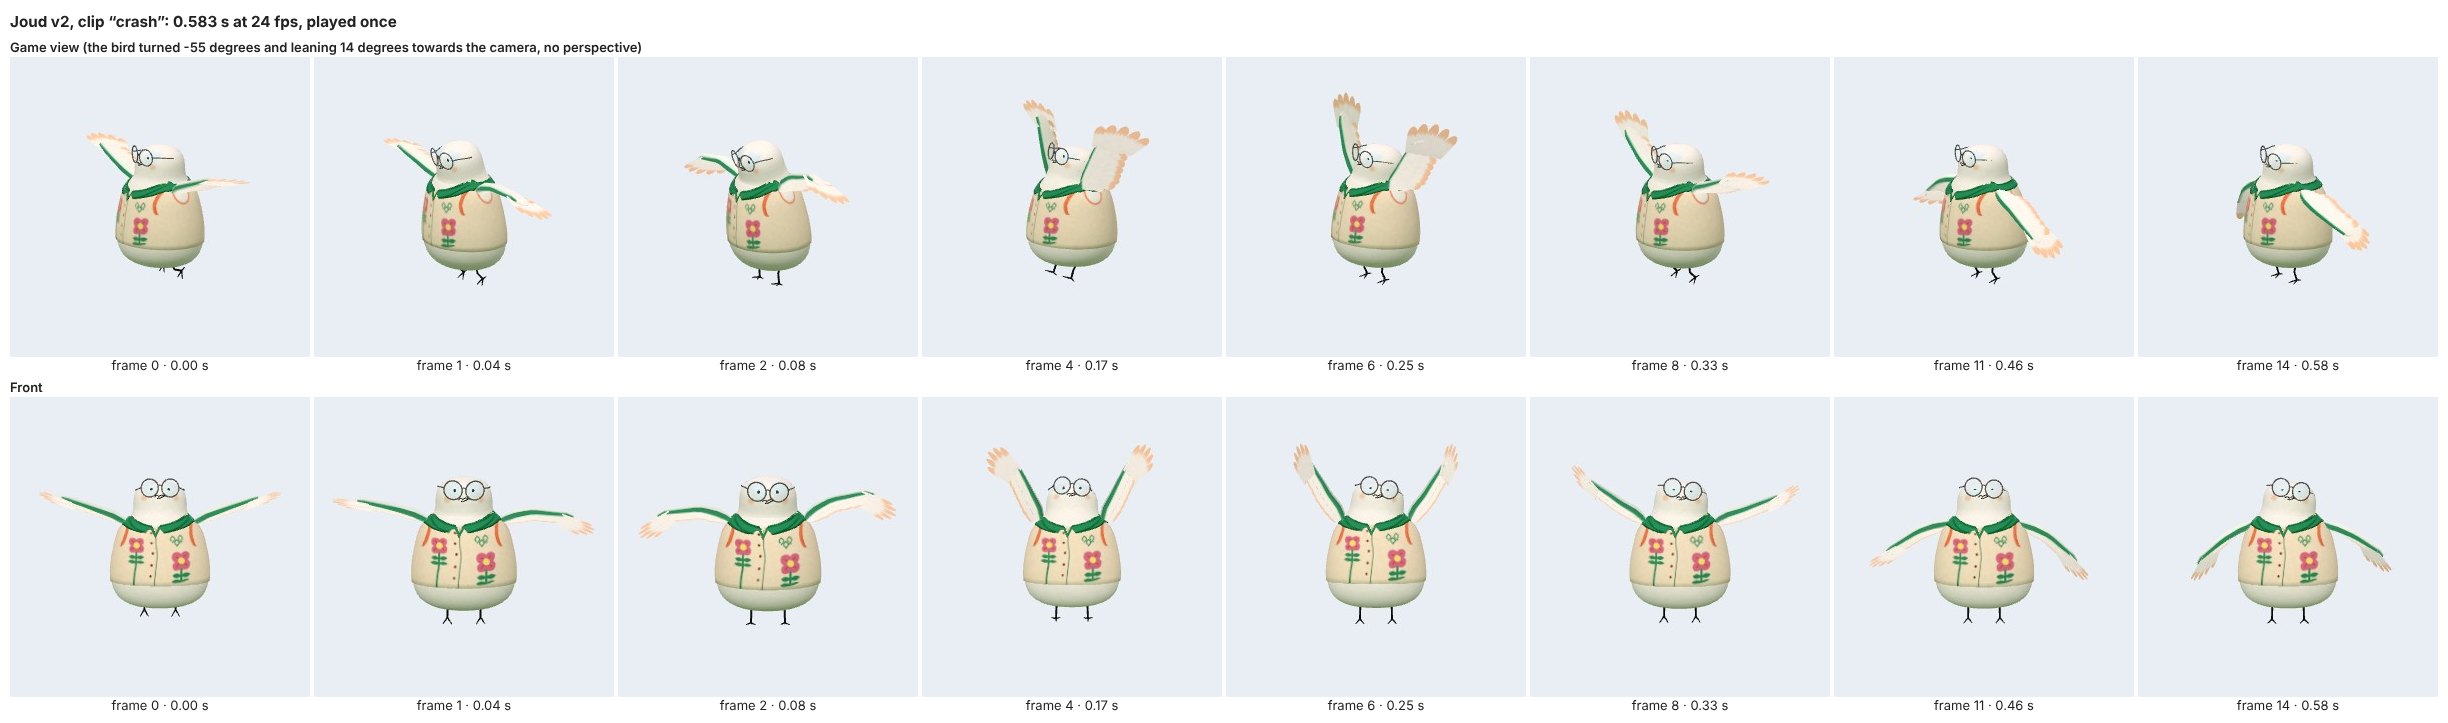 Joud v2, clip “crash”: 0.583 s at 24 fps, played once
Game view (the bird turned -55 degrees and leaning 14 degrees towards the camera, no perspective)
frame 0 · 0.00 s
frame 1 · 0.04 s
frame 2 · 0.08 s
frame 4 · 0.17 s
frame 6 · 0.25 s
frame 8 · 0.33 s
frame 11 · 0.46 s
frame 14 · 0.58 s
Front
frame 0 · 0.00 s
frame 1 · 0.04 s
frame 2 · 0.08 s
frame 4 · 0.17 s
frame 6 · 0.25 s
frame 8 · 0.33 s
frame 11 · 0.46 s
frame 14 · 0.58 s